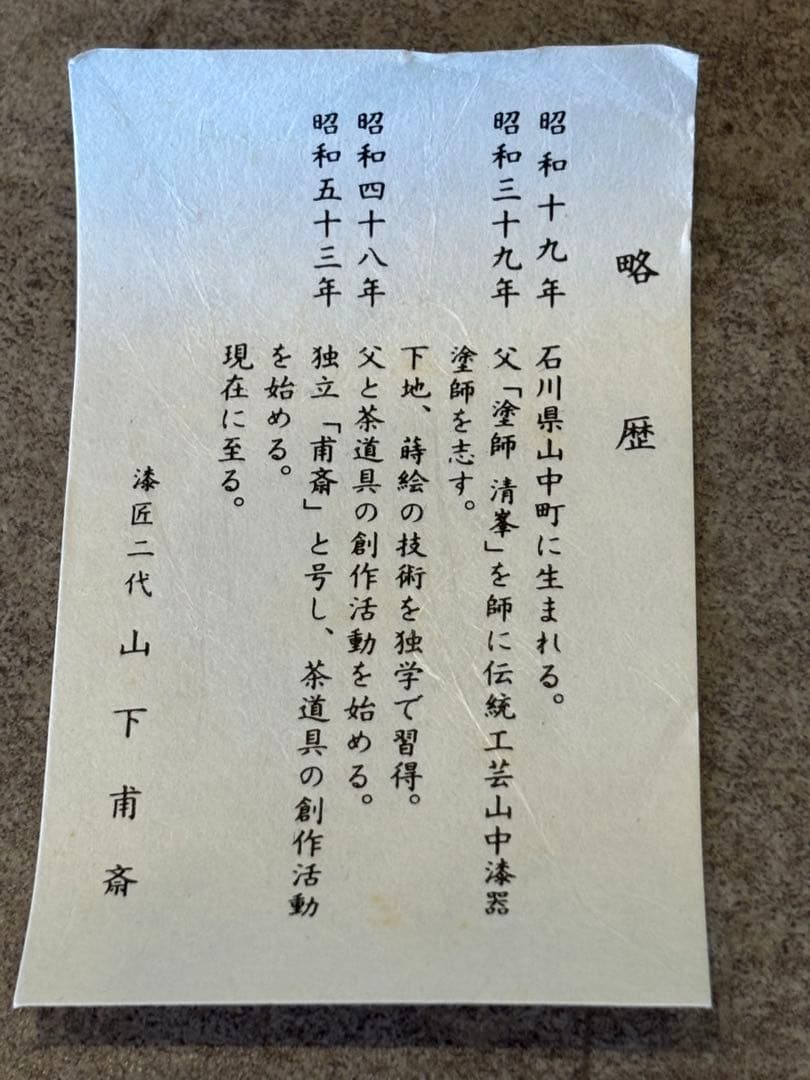 略歴
昭和十九年 石川県山中町に生まれる。
昭和三十九年 父「塗師 清峯」を師に伝統工芸山中漆器
塗師を志す。
下地、蒔絵の技術を独学で習得。
昭和四十八年 父と茶道具の創作活動を始める。
昭和五十三年 独立「甫斎」と号し、茶道具の創作活動
を始める。
現在に至る。
漆匠二代 山下甫斎